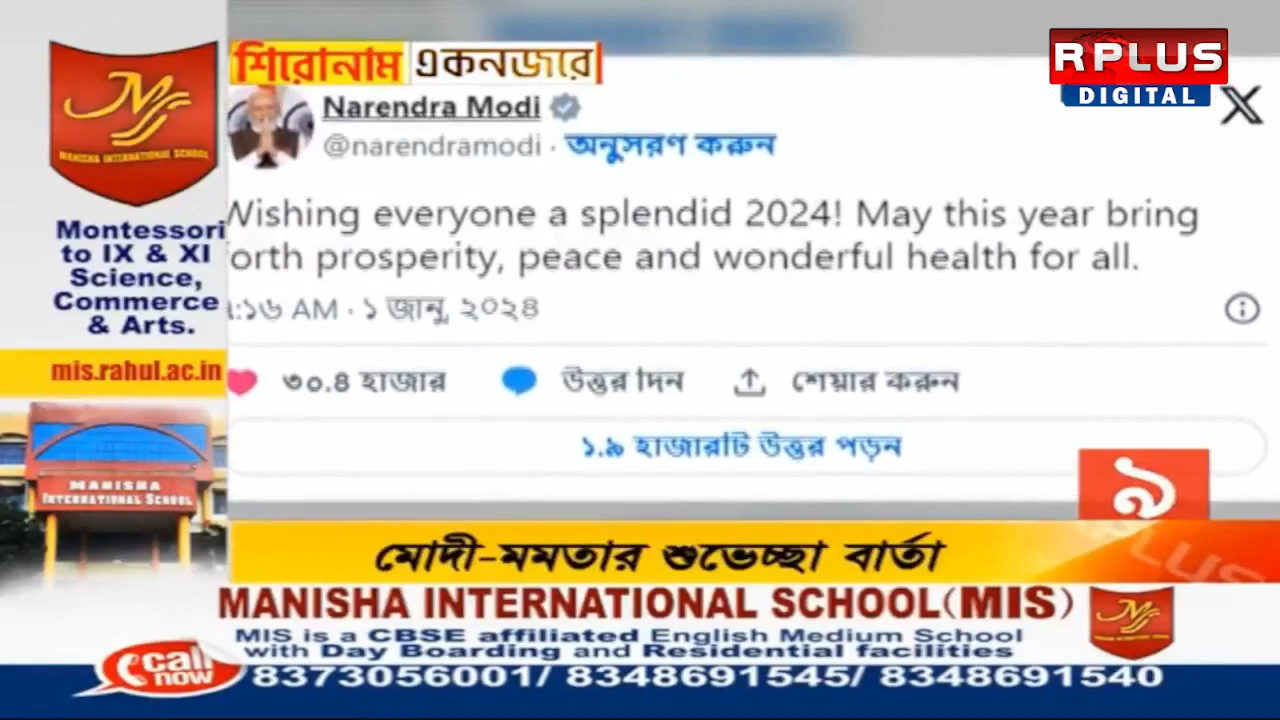 শিরোনাম একনজরে
RPLUS
DIGITAL
MANISHA INTERNATIONAL SCHOOL
Montessori
to IX & XI
Science,
Commerce
& Arts.
mis.rahul.ac.in
MANISHA
INTERNATIONAL SCHOOL
Narendra Modi
@narendramodi · অনুসরণ করুন
Wishing everyone a splendid 2024! May this year bring
forth prosperity, peace and wonderful health for all.
:১৬ AM · ১ জানু, ২০২৪
৩০.৪ হাজার উত্তর দিন শেয়ার করুন
১.৯ হাজারটি উত্তর পড়ুন
৯
মোদী-মমতার শুভেচ্ছা বার্তা
RPLUS
MANISHA INTERNATIONAL SCHOOL(MIS)
MIS is a CBSE affiliated English Medium School
with Day Boarding and Residential facilities
call now
8373056001/ 8348691545/ 8348691540